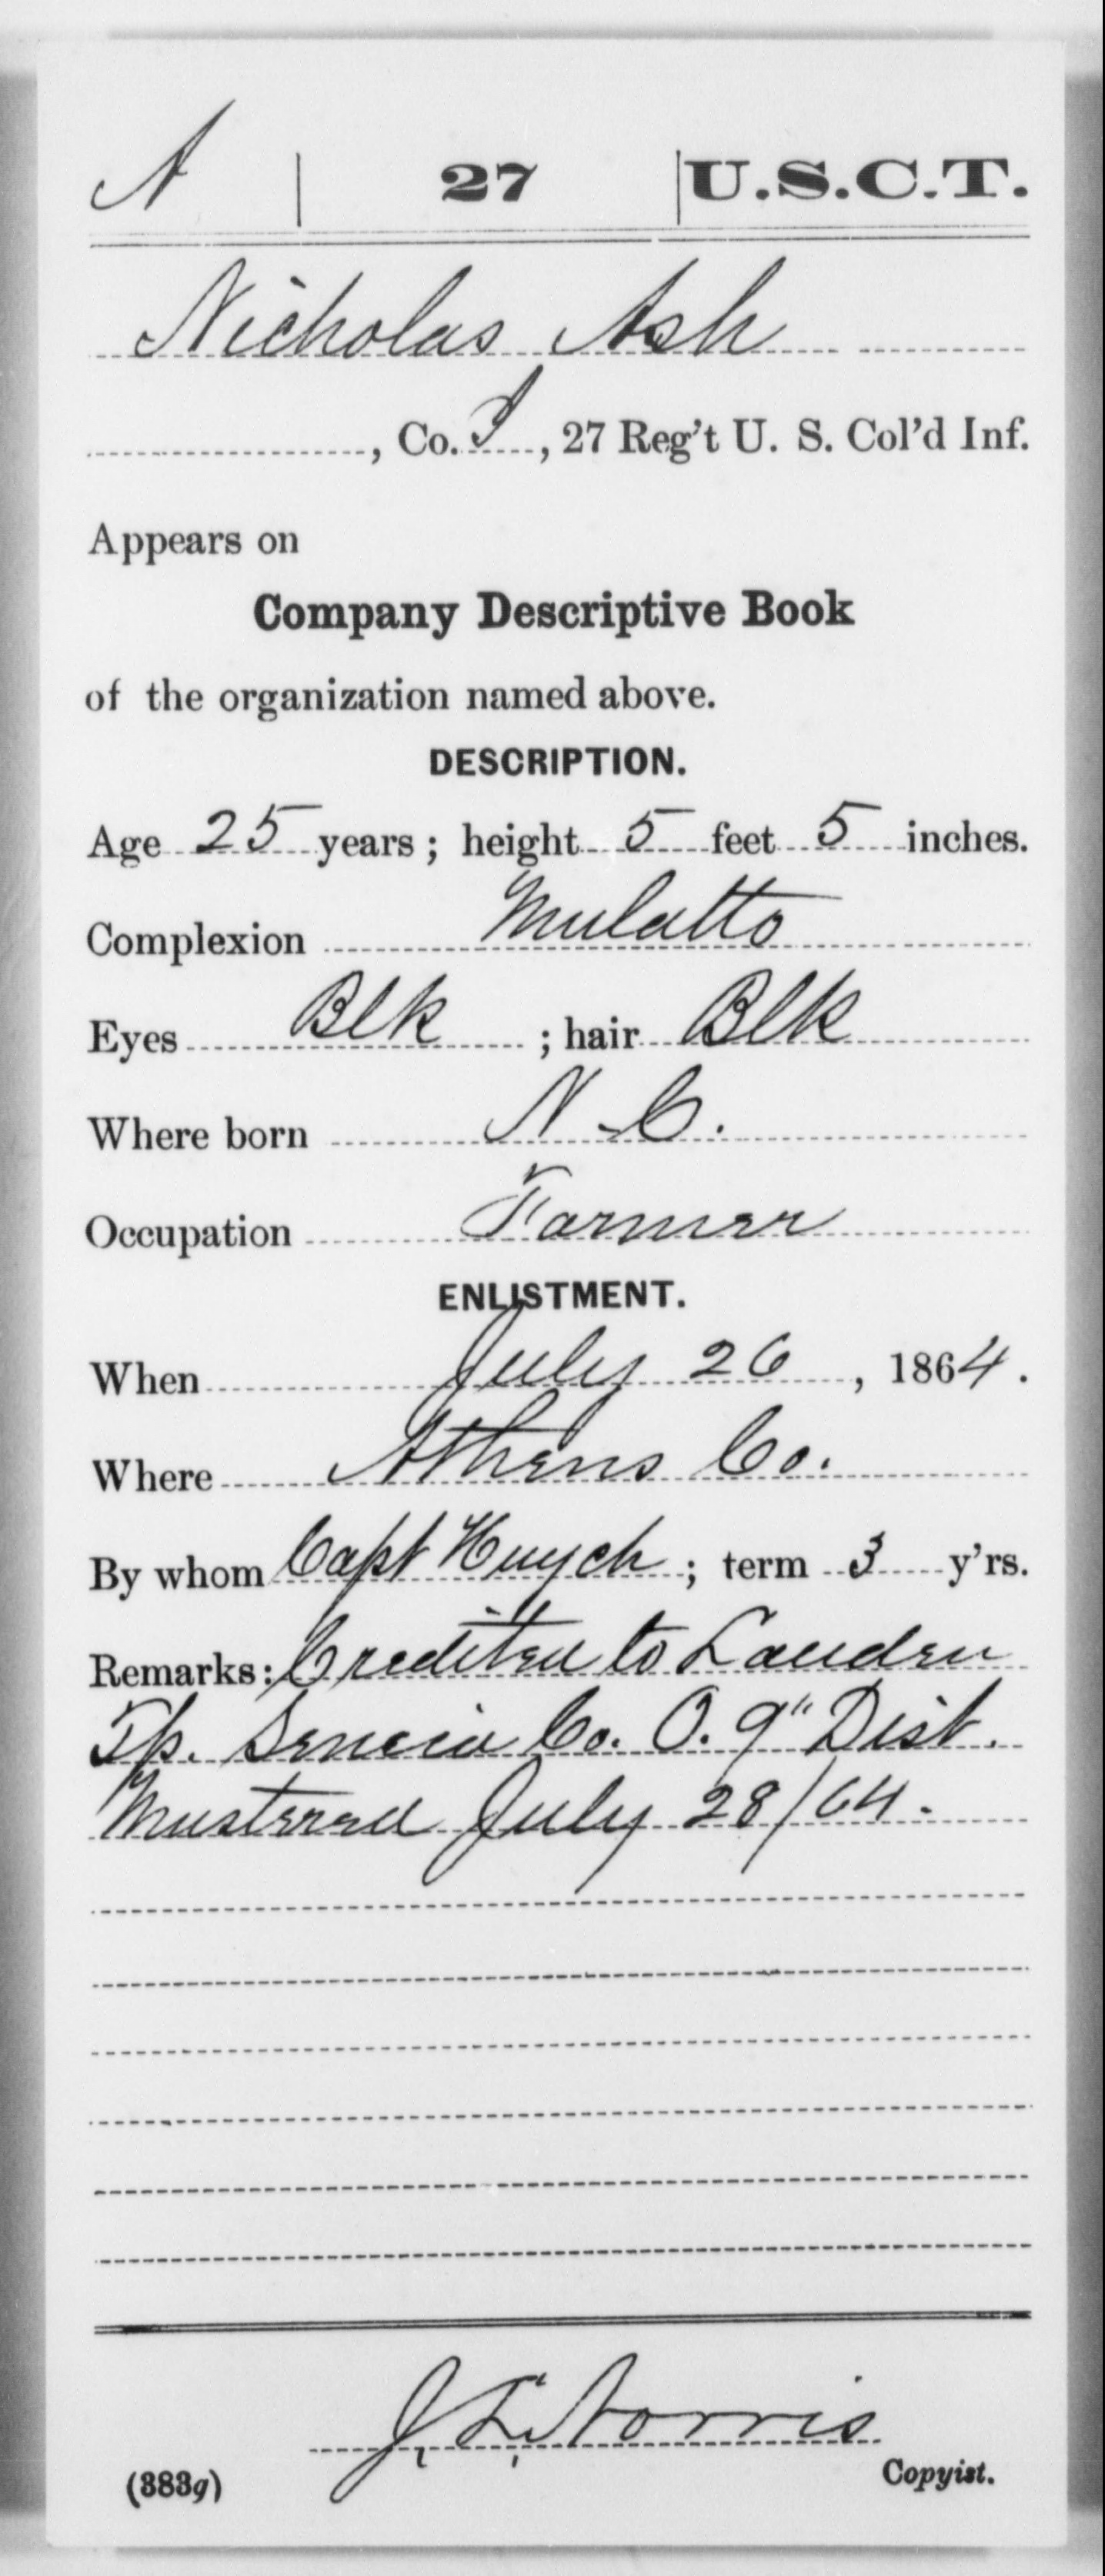 A | 27 | U.S.C.T.
Nicholas Ash
, Co. I, 27 Reg't U. S. Col'd Inf.
Appears on
Company Descriptive Book
of the organization named above.
DESCRIPTION.
Age 25 years; height 5 feet 5 inches.
Complexion Mulatto
Eyes Blk ; hair Blk
Where born N. C.
Occupation Farmer
ENLISTMENT.
When July 26, 1864.
Where Athens Co.
By whom Capt ; term 3 y'rs.
Remarks: Credited to Louden
Tp. Seneca Co. O. 9" Dist.
Mustered July 28/64.
J. L. Norris
(383g) Copyist.